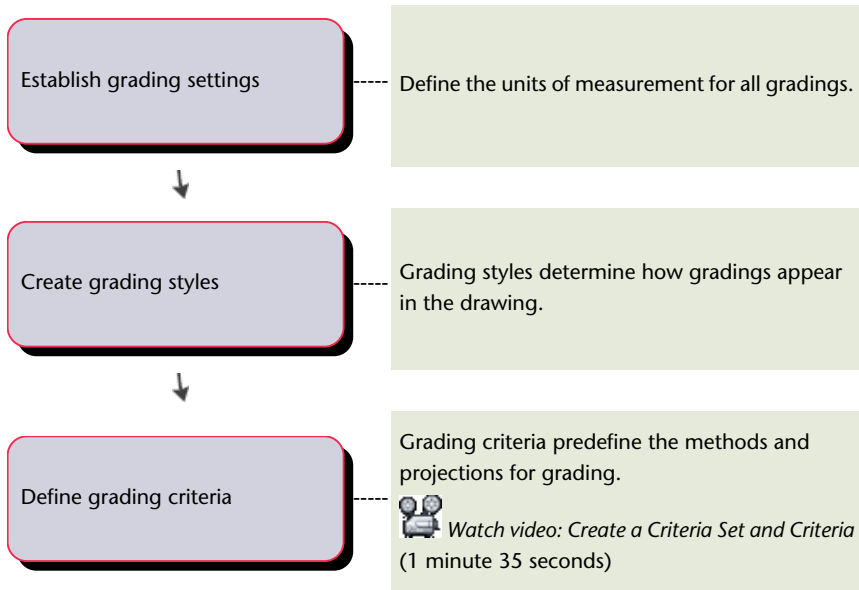 Establish grading settings
Define the units of measurement for all gradings.
Create grading styles
Grading styles determine how gradings appear
in the drawing.
Define grading criteria
Grading criteria predefine the methods and
projections for grading.
Watch video: Create a Criteria Set and Criteria
(1 minute 35 seconds)